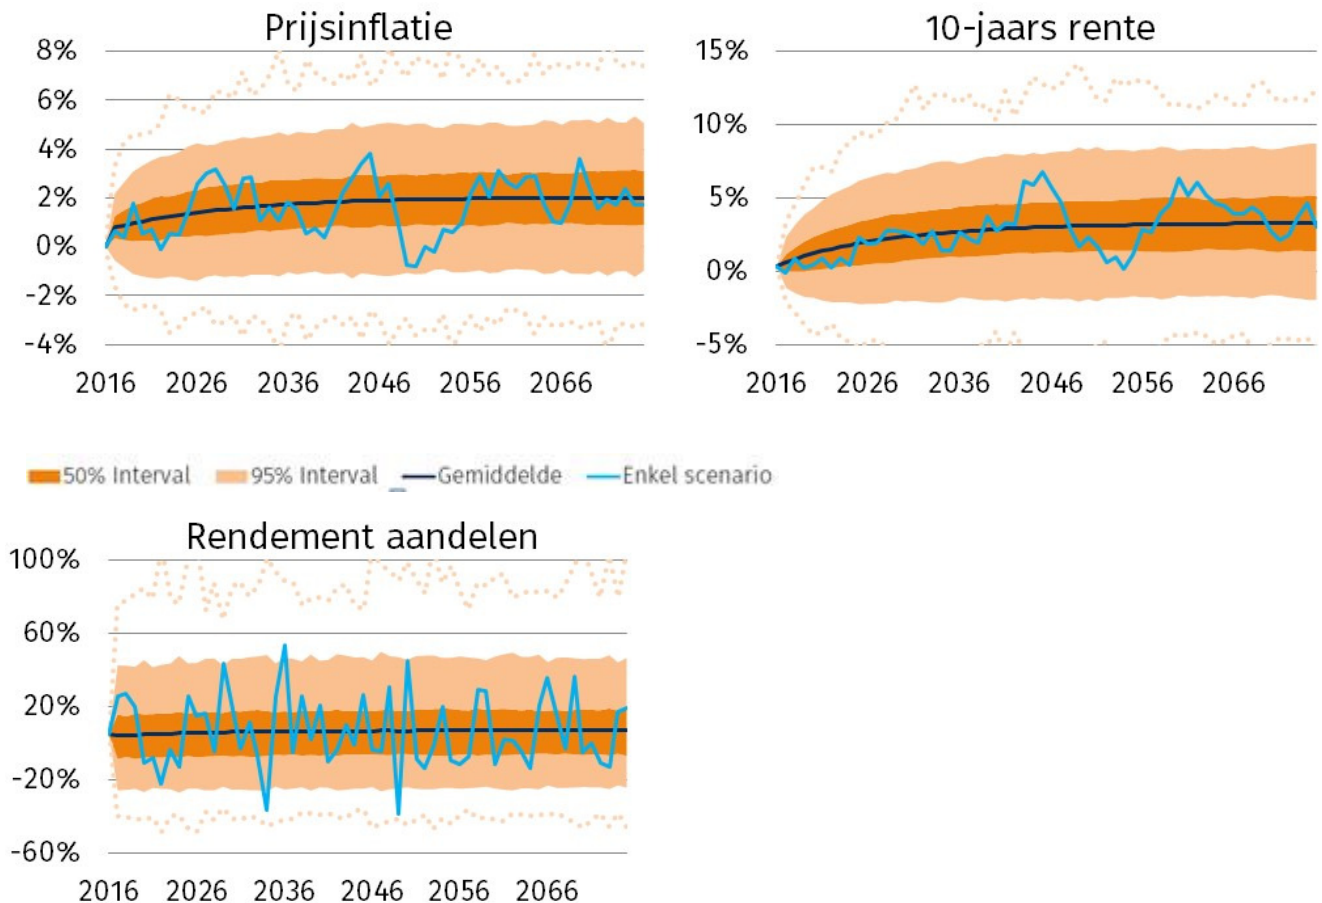 Prijsinflatie
8%
6%
4%
2%
0%
-2%
-4%
2016 2026 2036 2046 2056 2066
10-jaars rente
15%
10%
5%
0%
-5%
2016 2026 2036 2046 2056 2066
50% Interval 95% Interval Gemiddelde Enkel scenario
Rendement aandelen
100%
60%
20%
-20%
-60%
2016 2026 2036 2046 2056 2066